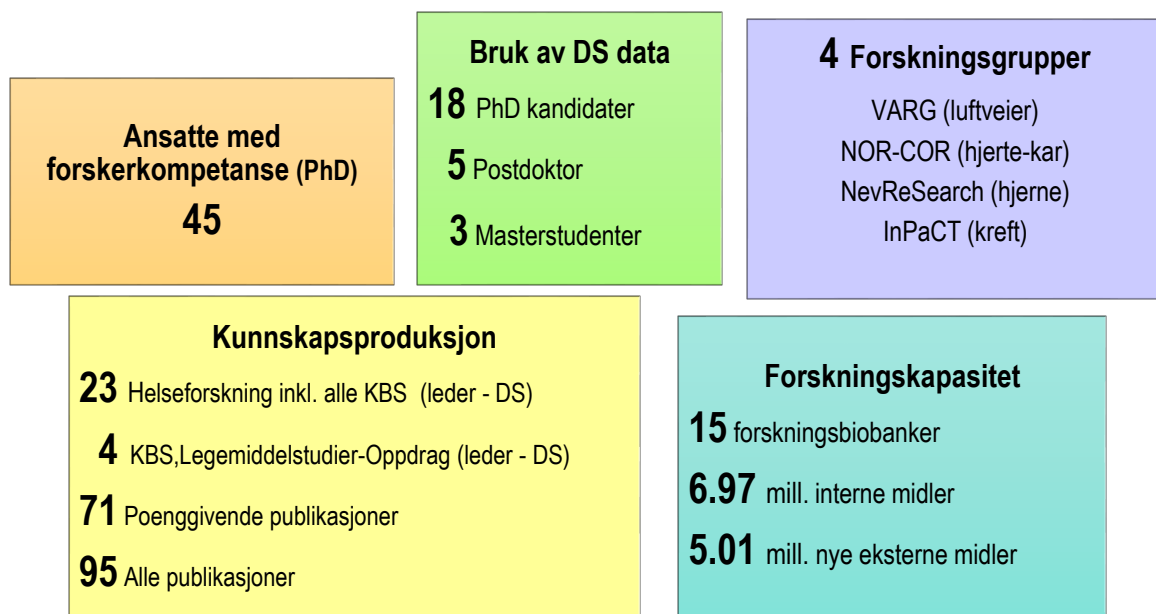 Ansatte med
forskerkompetanse (PhD)
45
Bruk av DS data
18 PhD kandidater
5 Postdoktor
3 Masterstudenter
4 Forskningsgrupper
VARG (luftveier)
NOR-COR (hjerte-kar)
NevReSearch (hjerne)
InPaCT (kreft)
Kunnskapsproduksjon
23 Helseforskning inkl. alle KBS (leder - DS)
4 KBS,Legemiddelstudier-Oppdrag (leder - DS)
71 Poenggivende publikasjoner
95 Alle publikasjoner
Forskningskapasitet
15 forskningsbiobanker
6.97 mill. interne midler
5.01 mill. nye eksterne midler